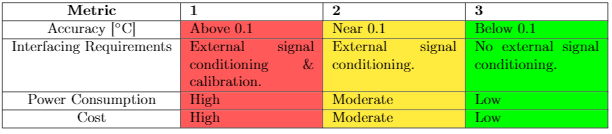 Metric 1 2 3
Accuracy [°C] Above 0.1 Near 0.1 Below 0.1
Interfacing Requirements External signal External signal No external signal
conditioning & conditioning. conditioning.
calibration.
Power Consumption High Moderate Low
Cost High Moderate Low